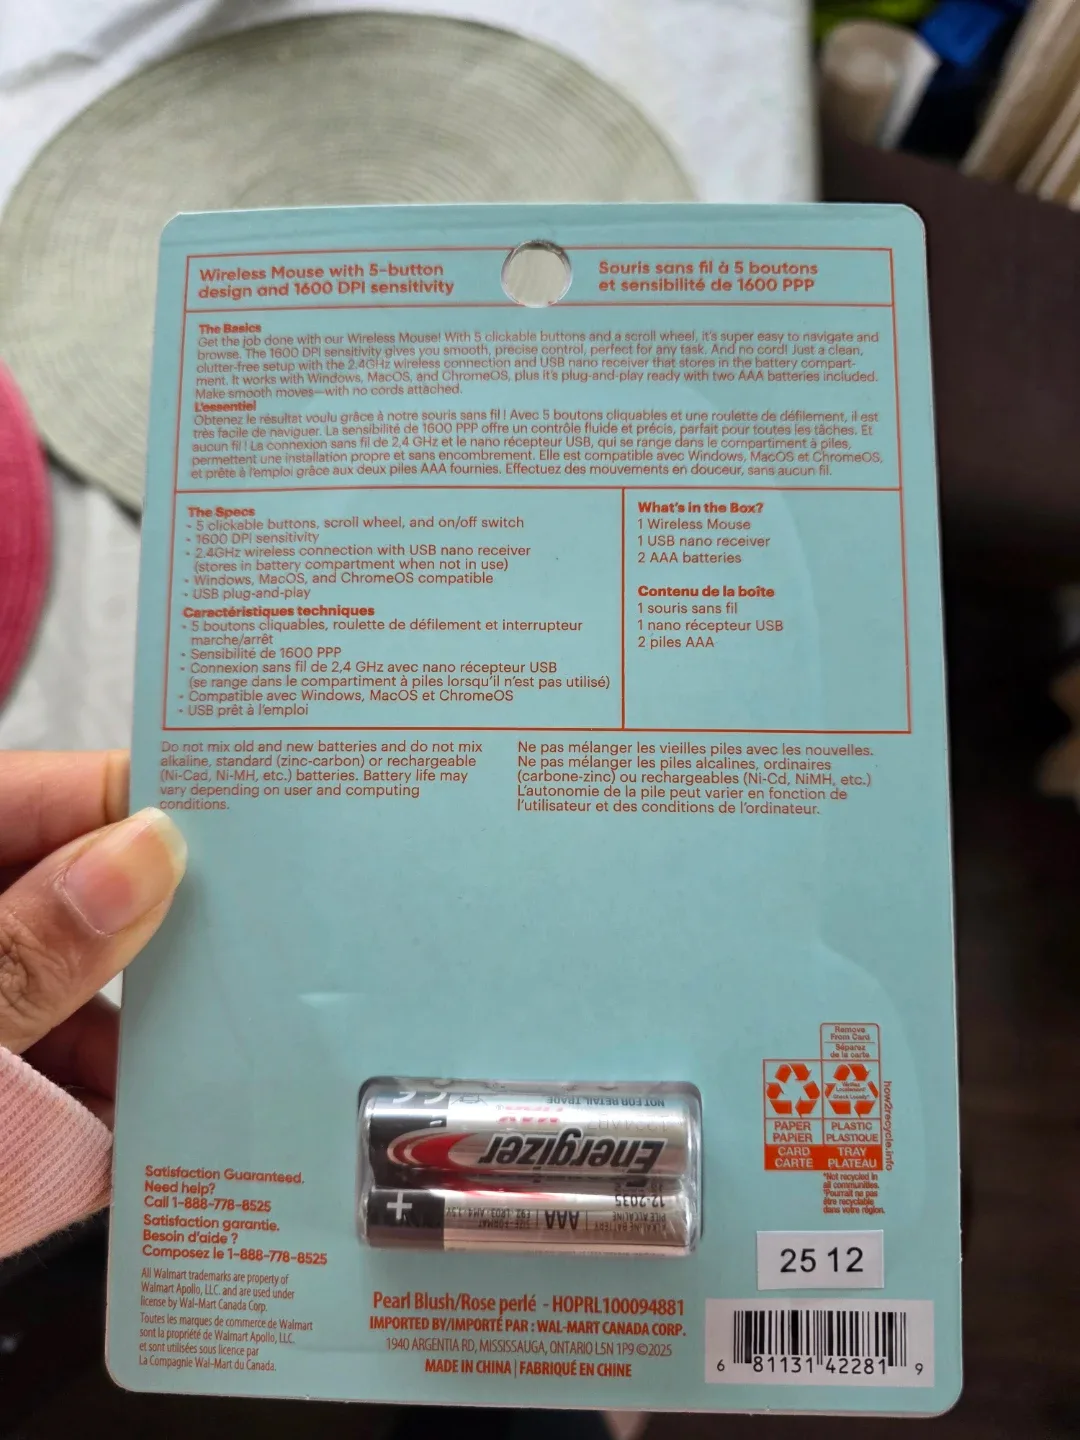 Wireless Mouse with 5-button
design and 1600 DPI sensitivity
Souris sans fil à 5 boutons
et sensibilité de 1600 PPP
The Basics
Get the job done with our Wireless Mouse! With 5 clickable buttons and a scroll wheel, it's super easy to navigate and
browse. The 1600 DPI sensitivity gives you smooth, precise control, perfect for any task. And no cord! Just a clean,
clutter-free setup with the 2.4GHz wireless connection and USB nano receiver that stores in the battery compart-
ment. It works with Windows, MacOS, and ChromeOS, plus it's plug-and-play ready with two AAA batteries included.
Make smooth moves—with no cords attached.
L'essentiel
Obtenez le résultat voulu grâce à notre souris sans fil ! Avec 5 boutons cliquables et une roulette de défilement, il est
très facile de naviguer. La sensibilité de 1600 PPP offre un contrôle fluide et précis, parfait pour toutes les tâches. Et
aucun fil ! La connexion sans fil de 2,4 GHz et le nano récepteur USB, qui se range dans le compartiment à piles,
permettent une installation propre et sans encombrement. Elle est compatible avec Windows, MacOS et ChromeOS,
et prête à l'emploi grâce aux deux piles AAA fournies. Effectuez des mouvements en douceur, sans aucun fil.
The Specs
- 5 clickable buttons, scroll wheel, and on/off switch
- 1600 DPI sensitivity
- 2.4GHz wireless connection with USB nano receiver
(stores in battery compartment when not in use)
- Windows, MacOS, and ChromeOS compatible
- USB plug-and-play
Caractéristiques techniques
- 5 boutons cliquables, roulette de défilement et interrupteur
marche/arrêt
- Sensibilité de 1600 PPP
- Connexion sans fil de 2,4 GHz avec nano récepteur USB
(se range dans le compartiment à piles lorsqu'il n'est pas utilisé)
- Compatible avec Windows, MacOS et ChromeOS
- USB prêt à l'emploi
What's in the Box?
1 Wireless Mouse
1 USB nano receiver
2 AAA batteries
Contenu de la boîte
1 souris sans fil
1 nano récepteur USB
2 piles AAA
Do not mix old and new batteries and do not mix
alkaline, standard (zinc-carbon) or rechargeable
(Ni-Cad, Ni-MH, etc.) batteries. Battery life may
vary depending on user and computing
conditions.
Ne pas mélanger les vieilles piles avec les nouvelles.
Ne pas mélanger les piles alcalines, ordinaires
(carbone-zinc) ou rechargeables (Ni-Cd, NiMH, etc.)
L'autonomie de la pile peut varier en fonction de
l'utilisateur et des conditions de l'ordinateur.
Remove
From Card
Séparez
de la carte
how2recycle.info
PAPER
PAPIER
PLASTIC
PLASTIQUE
CARD
CARTE
TRAY
PLATEAU
*Not recycled in
all communities.
*Pourrait ne pas
être recyclable
dans votre région.
NOT FOR RETAIL TRADE
MAX
Energizer
12-2035
AAA
+
Satisfaction Guaranteed.
Need help?
Call 1-888-778-8525
Satisfaction garantie.
Besoin d'aide ?
Composez le 1-888-778-8525
All Walmart trademarks are property of
Walmart Apollo, LLC. and are used under
license by Wal-Mart Canada Corp.
Toutes les marques de commerce de Walmart
sont la propriété de Walmart Apollo, LLC.
et sont utilisées sous licence par
La Compagnie Wal-Mart du Canada.
Pearl Blush/Rose perlé - HOPRL100094881
IMPORTED BY/IMPORTÉ PAR : WAL-MART CANADA CORP.
1940 ARGENTIA RD, MISSISSAUGA, ONTARIO L5N 1P9 ©2025
MADE IN CHINA | FABRIQUÉ EN CHINE
25 12
6 81131 42281 9